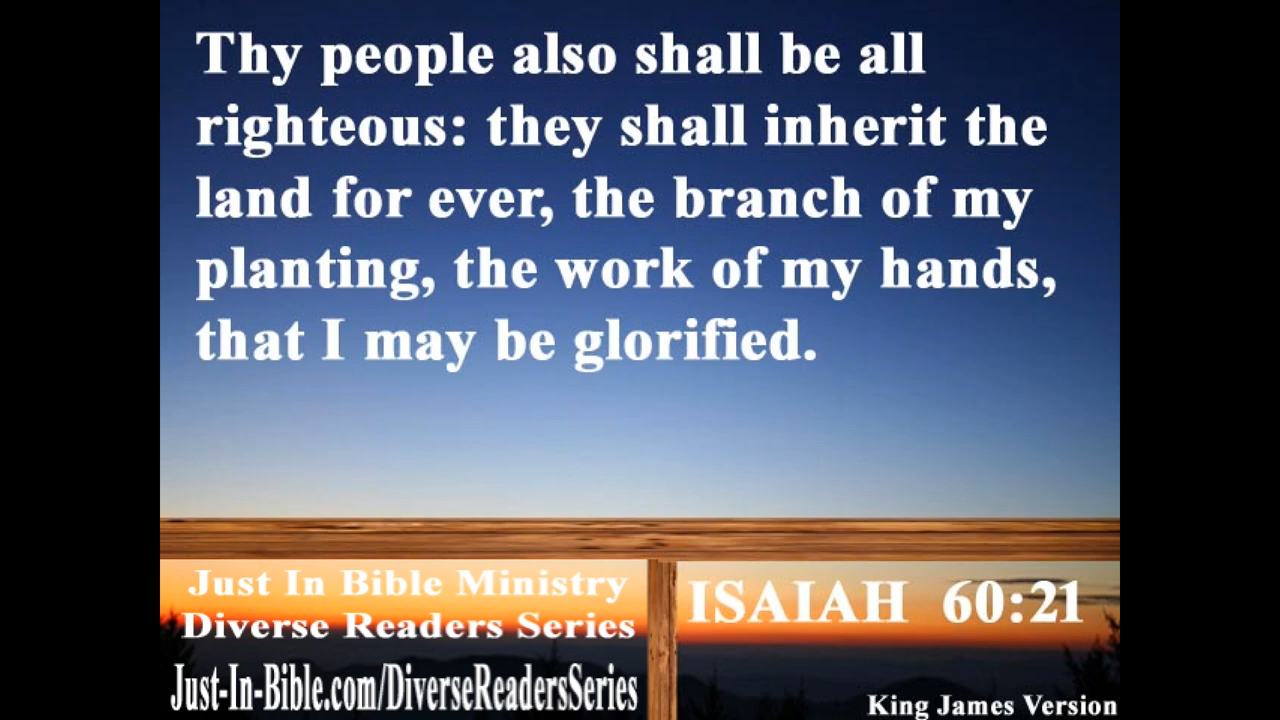 Thy people also shall be all
righteous: they shall inherit the
land for ever, the branch of my
planting, the work of my hands,
that I may be glorified.
Just In Bible Ministry
Diverse Readers Series
Just-In-Bible.com/DiverseReadersSeries
ISAIAH 60:21
King James Version